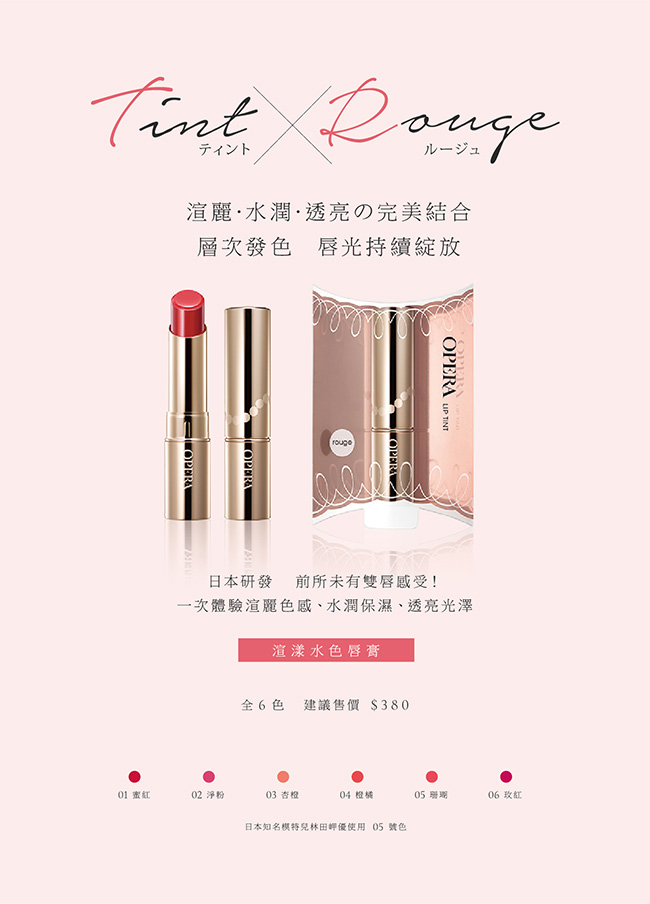 Tint × Rouge
ティント ルージュ
渲麗·水潤·透亮の完美結合
層次發色 唇光持續綻放
OPERA
OPERA
OPERA LIP TINT
rouge
OPERA
日本研發 前所未有雙唇感受！
一次體驗渲麗色感、水潤保濕、透亮光澤
渲漾水色唇膏
全6色 建議售價 $380
01 蜜紅 02 淨粉 03 杏橙 04 橙橘 05 珊瑚 06 玫紅
日本知名模特兒林田岬優使用 05 號色